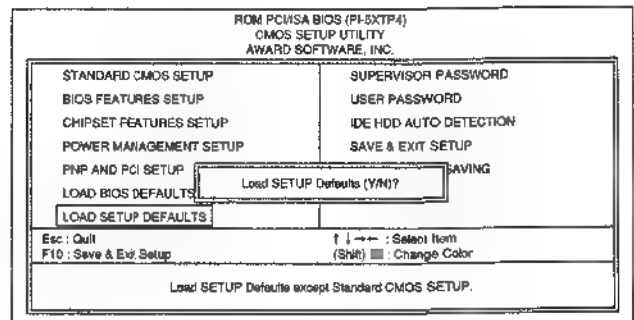 ROM PCI/ISA BIOS (PI-5XTP4)
CMOS SETUP UTILITY
AWARD SOFTWARE, INC.
STANDARD CMOS SETUP
BIOS FEATURES SETUP
CHIPSET FEATURES SETUP
POWER MANAGEMENT SETUP
PNP AND PCI SETUP
LOAD BIOS DEFAULTS
LOAD SETUP DEFAULTS
SUPERVISOR PASSWORD
USER PASSWORD
IDE HDD AUTO DETECTION
SAVE & EXIT SETUP
SAVING
Load SETUP Defaults (Y/N)?
Esc : Quit
F10 : Save & Exit Setup
↑ ↓ → ← : Select Item
(Shift) : Change Color
Load SETUP Defaults except Standard CMOS SETUP.